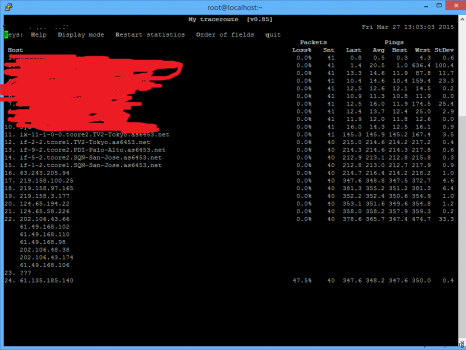 root@localhost:~
My traceroute [v0.85]
Fri Mar 27 13:03:03 2015
Keys: Help Display mode Restart statistics Order of fields quit
Packets Pings
Host Loss% Snt Last Avg Best Wrst StDev
0.0% 41 0.8 0.5 0.3 4.3 0.6
0.0% 41 1.4 20.5 1.0 636.4 100.4
0.0% 41 13.3 14.6 11.9 87.8 11.7
0.0% 41 10.4 14.6 10.4 159.4 23.3
0.0% 41 12.5 12.6 12.1 14.5 0.2
0.0% 41 10.9 11.3 10.8 11.9 0.0
0.0% 41 12.5 16.0 11.9 174.5 25.4
0.0% 41 12.4 13.7 12.4 25.0 2.9
0.0% 41 11.9 12.0 11.8 12.6 0.0
10. 0.0% 41 16.0 14.3 12.5 16.1 0.9
11. ix-11-1-0-0.tcore2.TV2-Tokyo.as6453.net 0.0% 41 145.3 145.9 145.2 167.4 3.5
12. if-2-2.tcore1.TV2-Tokyo.as6453.net 0.0% 40 215.0 214.6 214.2 217.2 0.4
13. if-9-2.tcore2.PDI-Palo-Alto.as6453.net 0.0% 40 214.3 214.3 213.9 217.8 0.6
14. if-5-2.tcore2.SQN-San-Jose.as6453.net 0.0% 40 212.9 213.1 212.8 215.8 0.3
15. if-1-2.tcore1.SQN-San-Jose.as6453.net 0.0% 40 212.8 213.0 212.7 217.9 0.9
16. 63.243.205.94 0.0% 40 214.7 216.4 214.2 218.2 1.0
17. 219.158.100.25 0.0% 40 347.6 348.8 347.5 372.7 4.6
18. 219.158.97.165 0.0% 40 381.3 355.2 351.2 381.3 6.4
19. 219.158.3.177 0.0% 40 352.2 352.4 350.6 354.9 1.0
20. 124.65.194.22 0.0% 40 353.1 351.6 349.6 354.8 1.2
21. 124.65.58.226 0.0% 40 358.0 358.2 357.9 359.3 0.2
22. 202.106.43.66 0.0% 40 378.6 365.7 347.4 474.7 33.3
61.49.168.102
61.49.168.110
61.49.168.98
202.106.48.38
202.106.43.174
61.49.168.106
23. ???
24. 61.135.185.140 47.5% 40 347.6 348.2 347.6 350.0 0.4